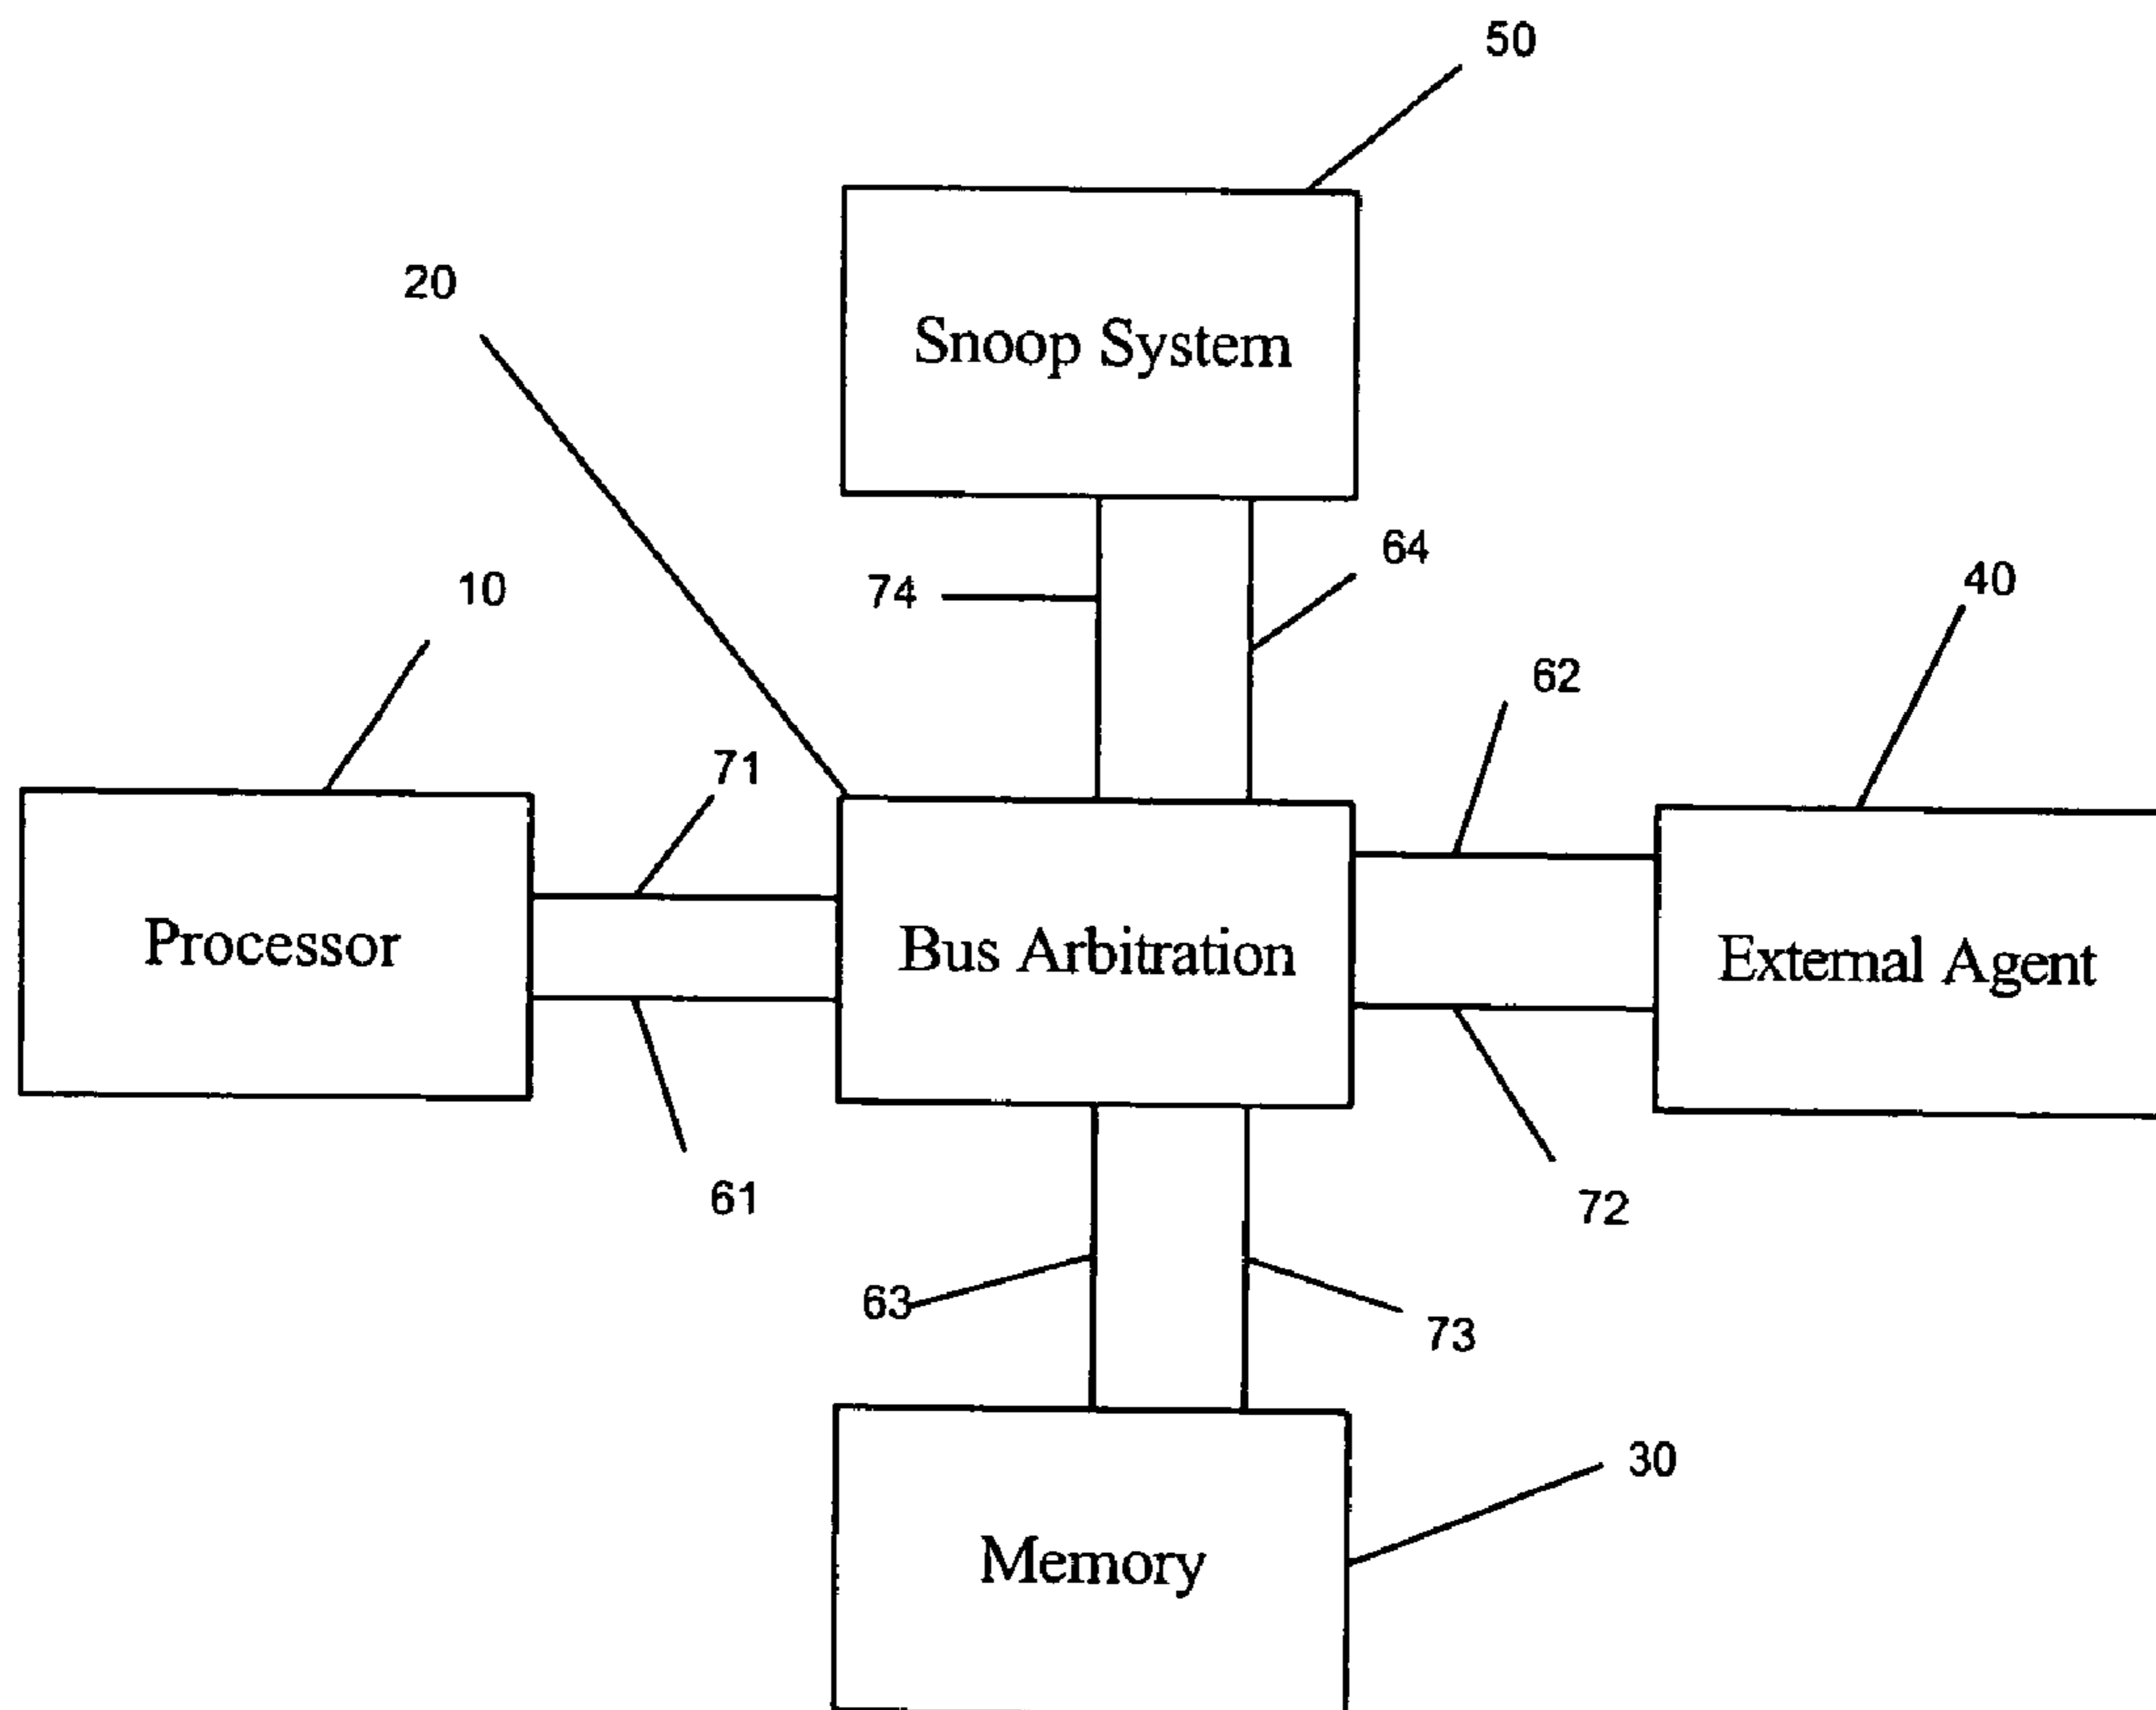 50
20
Snoop System
64
74
10
40
62
71
Processor
Bus Arbitration
External Agent
61
72
63
73
30
Memory